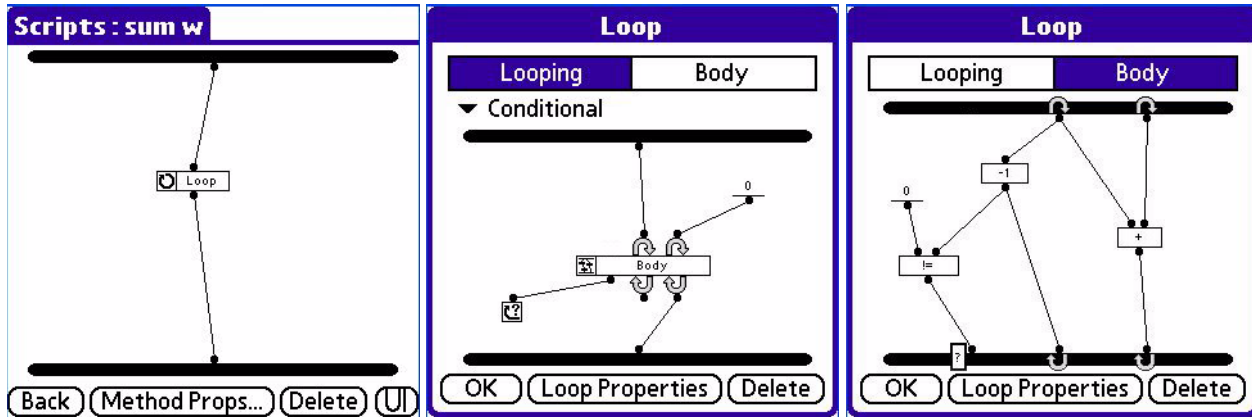 Scripts: sum w
Loop
Back
Method Props...
Delete
UI
Loop
Looping
Body
Conditional
0
Body
?
OK
Loop Properties
Delete
Loop
Looping
Body
-1
0
+
!=
?
OK
Loop Properties
Delete